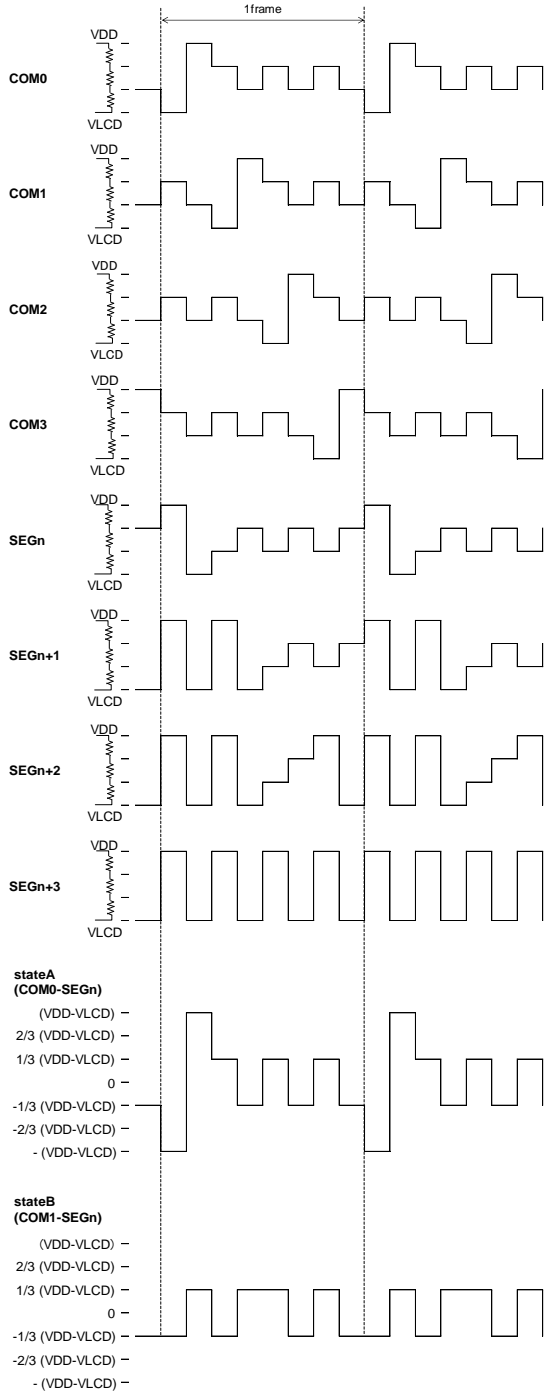 1frame
VDD
COM0
VLCD
VDD
COM1
VLCD
VDD
COM2
VLCD
VDD
COM3
VLCD
VDD
SEGn
VLCD
VDD
SEGn+1
VLCD
VDD
SEGn+2
VLCD
VDD
SEGn+3
VLCD
stateA
(COM0-SEGn)
(VDD-VLCD)
2/3 (VDD-VLCD)
1/3 (VDD-VLCD)
0
-1/3 (VDD-VLCD)
-2/3 (VDD-VLCD)
- (VDD-VLCD)
stateB
(COM1-SEGn)
(VDD-VLCD)
2/3 (VDD-VLCD)
1/3 (VDD-VLCD)
0
-1/3 (VDD-VLCD)
-2/3 (VDD-VLCD)
- (VDD-VLCD)